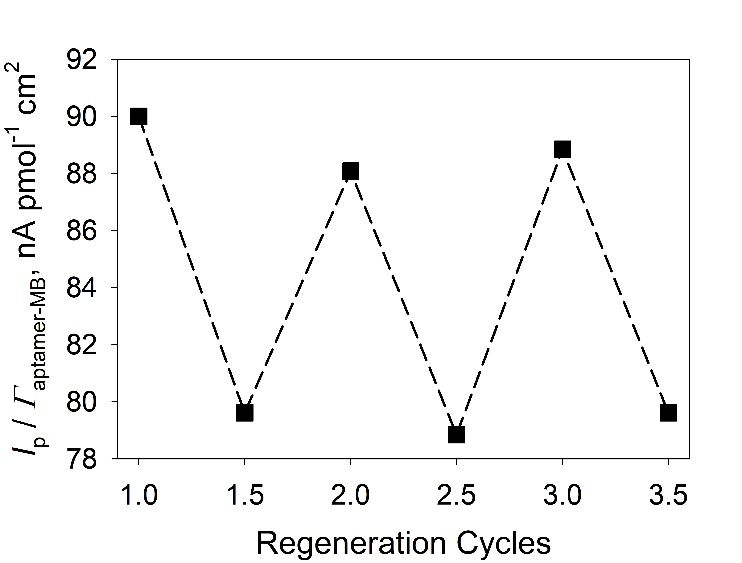 92
90
88
86
84
82
80
78
Ip / Γaptamer-MB, nA pmol-1 cm2
1.0 1.5 2.0 2.5 3.0 3.5
Regeneration Cycles